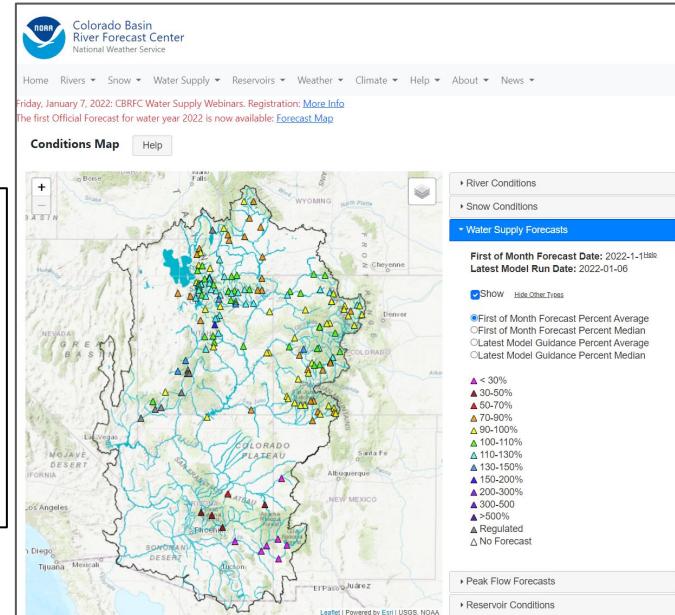 NOAA
Colorado Basin
River Forecast Center
National Weather Service
Home Rivers Snow Water Supply Reservoirs Weather Climate Help About News
Friday, January 7, 2022: CBRFC Water Supply Webinars. Registration: More Info
The first Official Forecast for water year 2022 is now available: Forecast Map
Conditions Map Help
+
−
Boise
Idaho
Falls
WYOMING
North Platte
Cheyenne
Denver
NEVADA
GREAT
BASIN
COLORADO
Las Vegas
COLORADO
PLATEAU
MOJAVE
DESERT
Santa Fe
Albuquerque
Los Angeles
NEW MEXICO
Phoenix
SONORAN
DESERT
Tucson
n Diego
Tijuana Mexicali
El Paso Juárez
Leaflet | Powered by Esri | USGS, NOAA
River Conditions
Snow Conditions
Water Supply Forecasts
First of Month Forecast Date: 2022-1-1 Help
Latest Model Run Date: 2022-01-06
Show Hide Other Types
First of Month Forecast Percent Average
First of Month Forecast Percent Median
Latest Model Guidance Percent Average
Latest Model Guidance Percent Median
< 30%
30-50%
50-70%
70-90%
90-100%
100-110%
110-130%
130-150%
150-200%
200-300%
300-500
>500%
Regulated
No Forecast
Peak Flow Forecasts
Reservoir Conditions